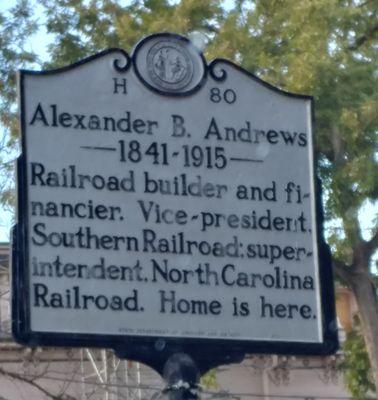 H 80
Alexander B. Andrews
1841-1915
Railroad builder and fi-
nancier. Vice-president,
Southern Railroad; super-
intendent, North Carolina
Railroad. Home is here.